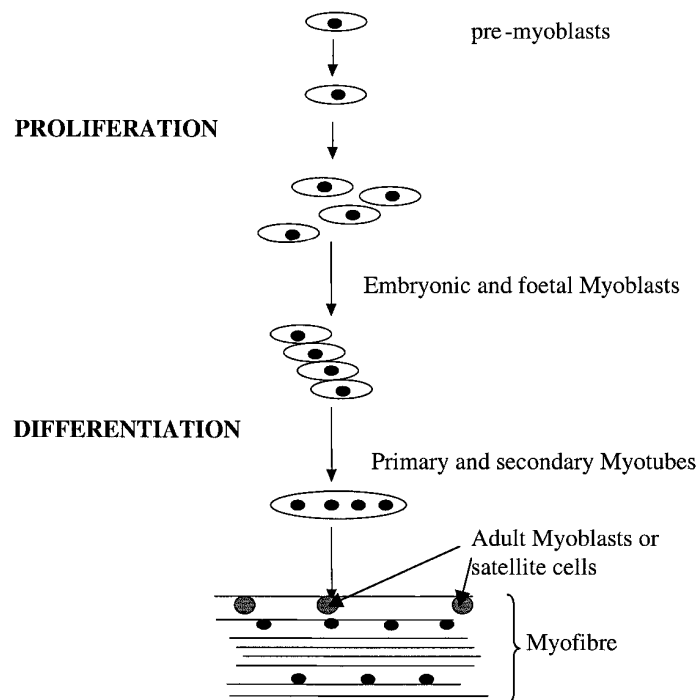 pre-myoblasts
PROLIFERATION
Embryonic and foetal Myoblasts
DIFFERENTIATION
Primary and secondary Myotubes
Adult Myoblasts or
satellite cells
Myofibre